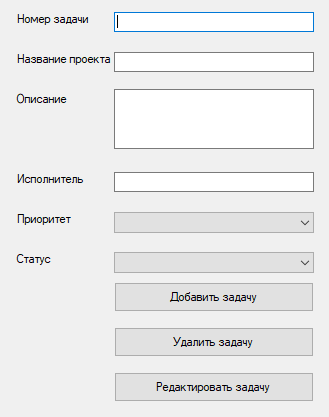 Номер задачи
Название проекта
Описание
Исполнитель
Приоритет
Статус
Добавить задачу
Удалить задачу
Редактировать задачу